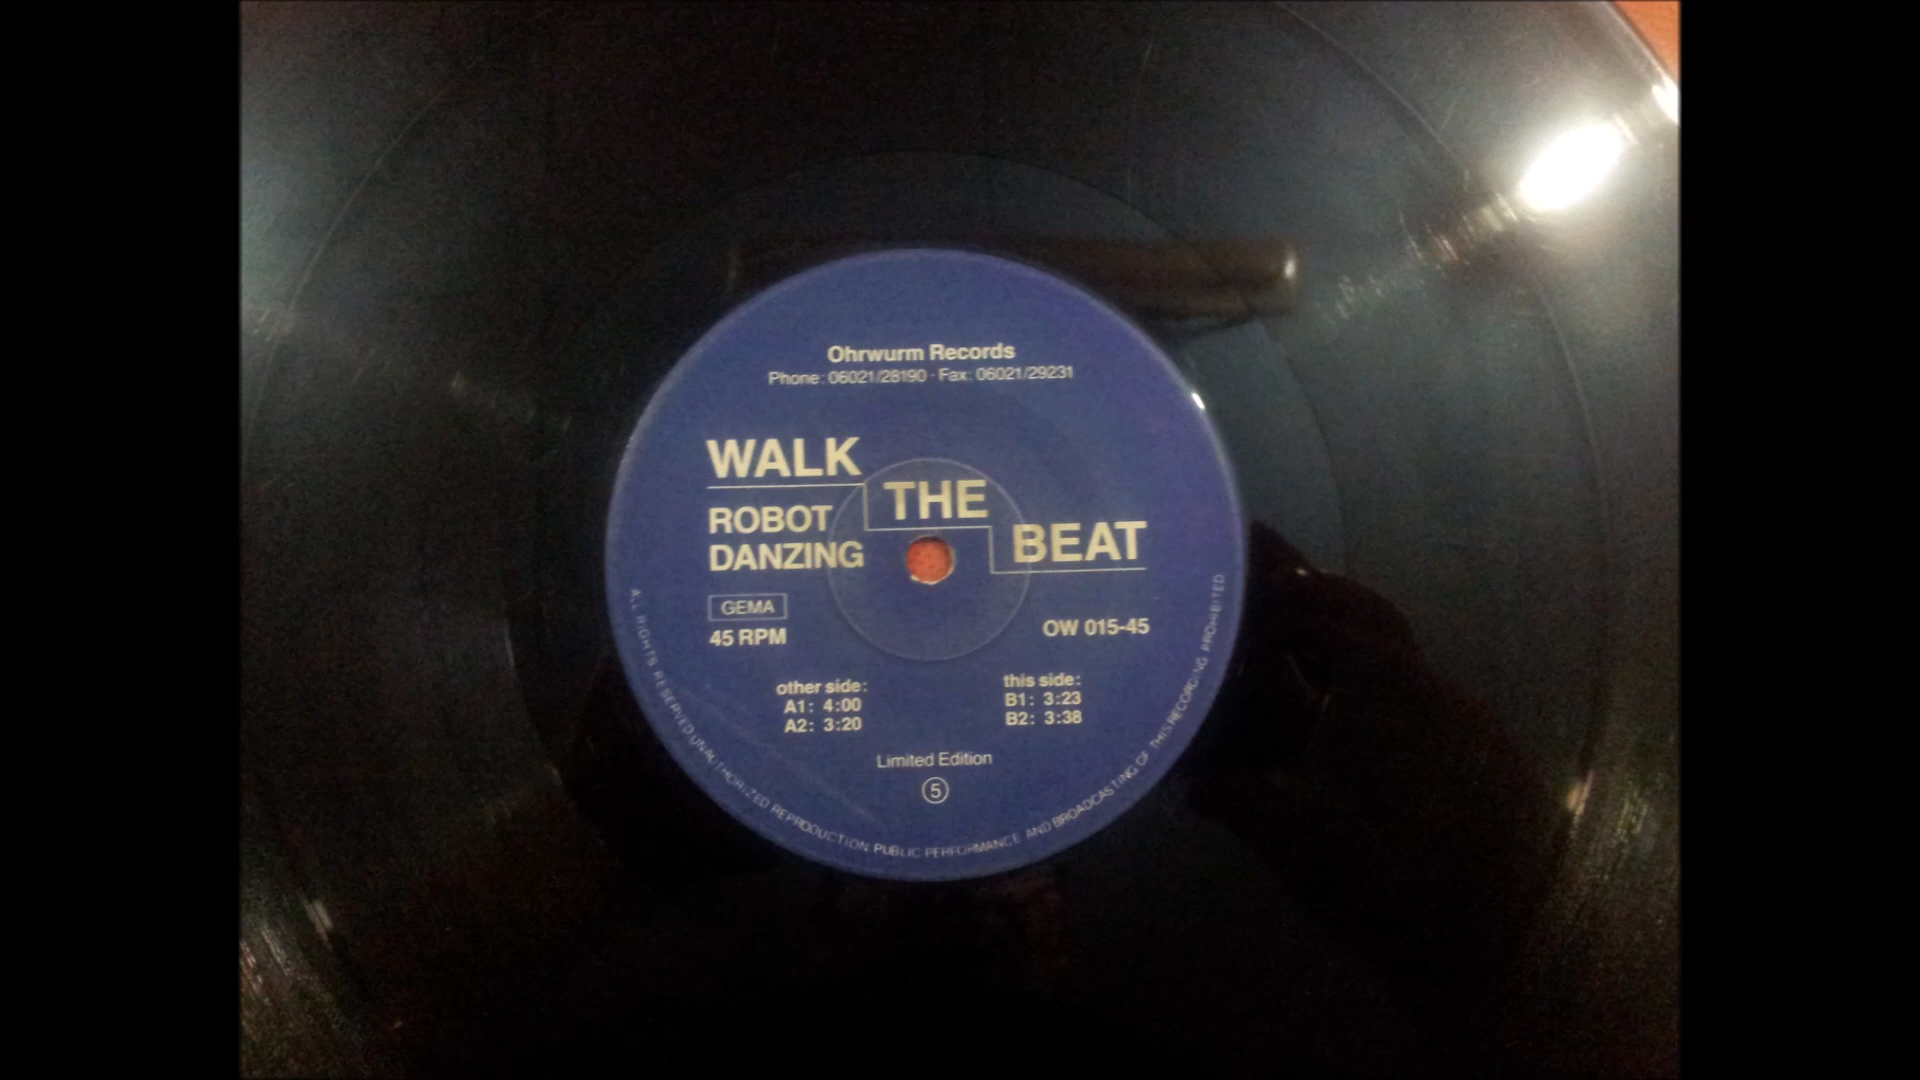 Ohrwurm Records
Phone: 06021/28190 · Fax: 06021/29231
WALK
THE
BEAT
ROBOT
DANZING
GEMA
45 RPM
OW 015-45
other side:
A1: 4:00
A2: 3:20
this side:
B1: 3:23
B2: 3:38
Limited Edition
5
ALL RIGHTS RESERVED UNAUTHORIZED REPRODUCTION PUBLIC PERFORMANCE AND BROADCASTING OF THIS RECORDING PROHIBITED